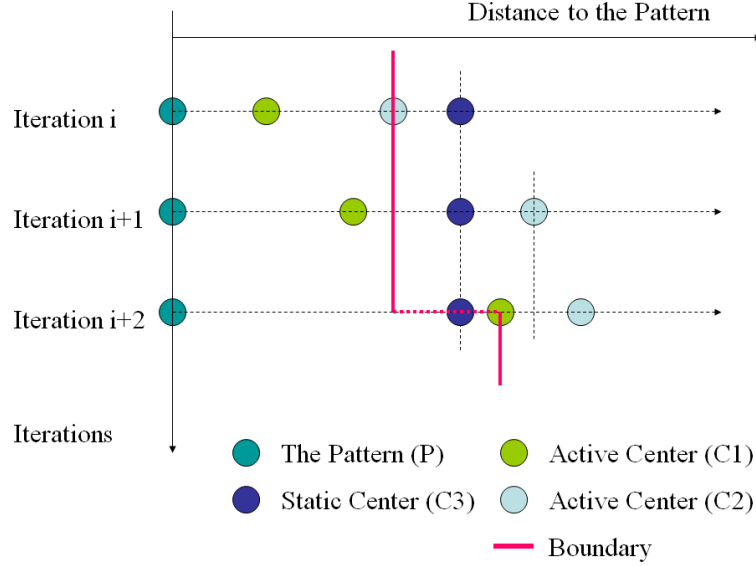 Distance to the Pattern
Iteration i
Iteration i+1
Iteration i+2
Iterations
The Pattern (P)
Active Center (C1)
Static Center (C3)
Active Center (C2)
Boundary